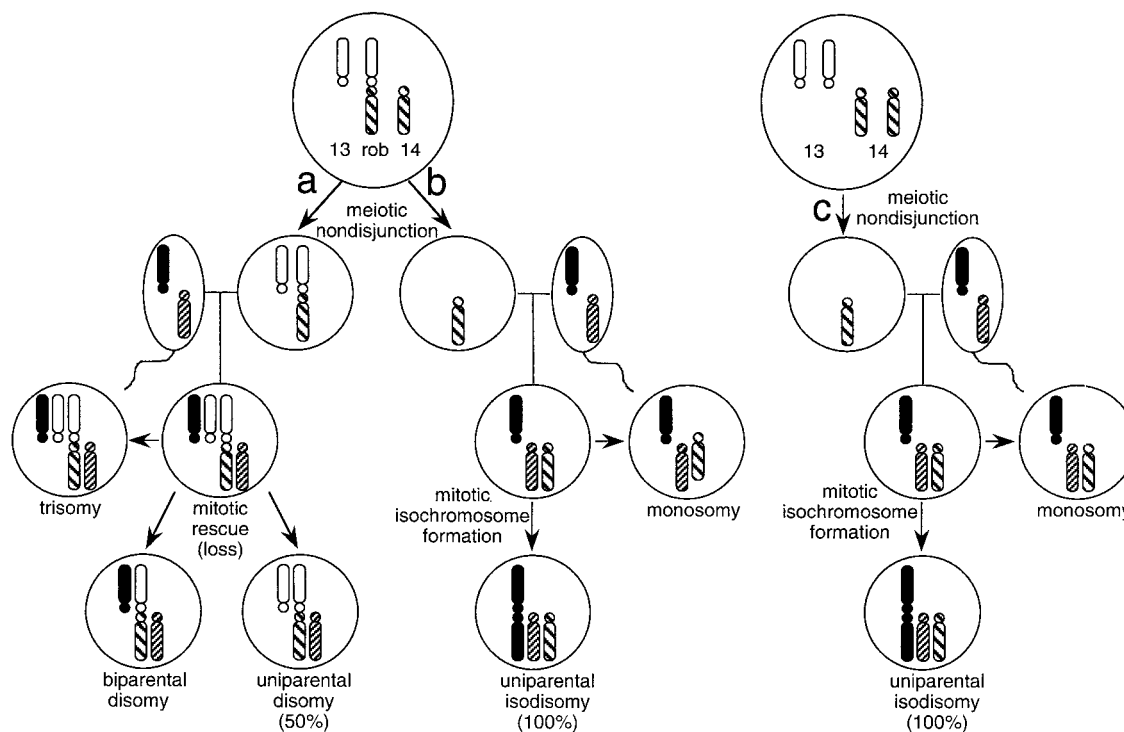 13 rob 14
13 14
a
b
meiotic
nondisjunction
c
meiotic
nondisjunction
trisomy
mitotic
rescue
(loss)
mitotic
isochromosome
formation
monosomy
mitotic
isochromosome
formation
monosomy
biparental
disomy
uniparental
disomy
(50%)
uniparental
isodisomy
(100%)
uniparental
isodisomy
(100%)